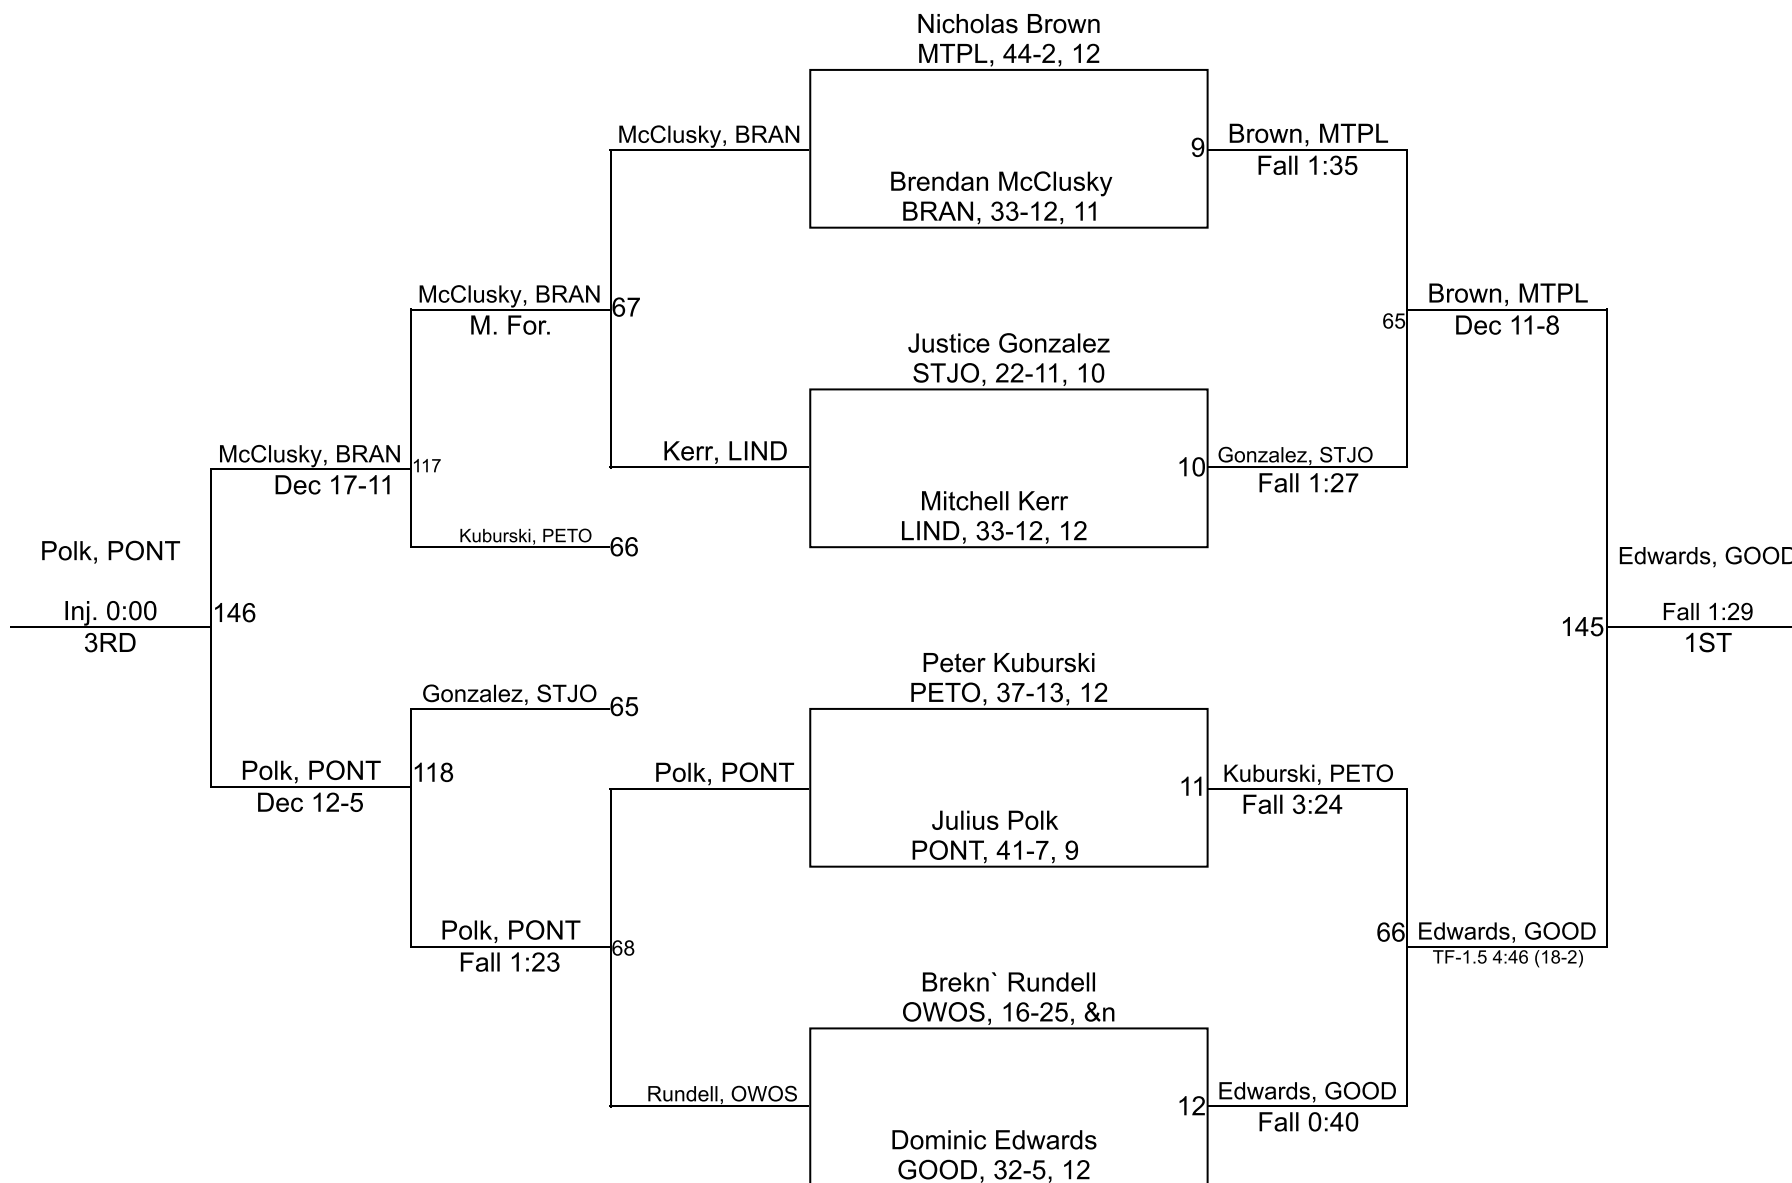 Nicholas Brown
MTPL, 44-2, 12
McClusky, BRAN
9
Brown, MTPL
Fall 1:35
Brendan McClusky
BRAN, 33-12, 11
McClusky, BRAN
67
M. For.
Brown, MTPL
65
Dec 11-8
Justice Gonzalez
STJO, 22-11, 10
McClusky, BRAN
117
Dec 17-11
Kerr, LIND
10
Gonzalez, STJO
Fall 1:27
Mitchell Kerr
LIND, 33-12, 12
Kuburski, PETO
66
Polk, PONT
Inj. 0:00
146
3RD
Edwards, GOOD
145
Fall 1:29
1ST
Peter Kuburski
PETO, 37-13, 12
Gonzalez, STJO
65
Polk, PONT
118
Dec 12-5
Polk, PONT
11
Kuburski, PETO
Fall 3:24
Julius Polk
PONT, 41-7, 9
Polk, PONT
68
Fall 1:23
66
Edwards, GOOD
TF-1.5 4:46 (18-2)
Brekn` Rundell
OWOS, 16-25, &n
Rundell, OWOS
12
Edwards, GOOD
Fall 0:40
Dominic Edwards
GOOD, 32-5, 12